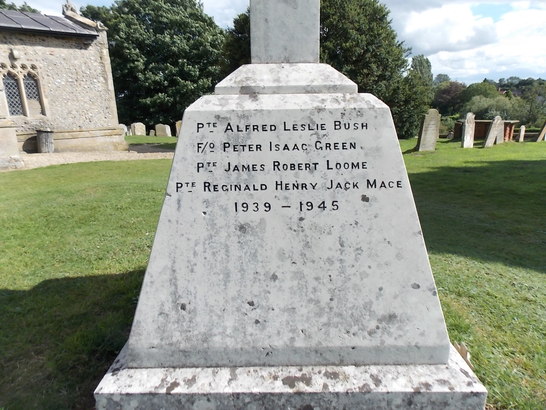 Pte Alfred Leslie Bush
F/O Peter Isaac Green.
Pte James Robert Loome
Pte Reginald Henry Jack Mace
1939 – 1945